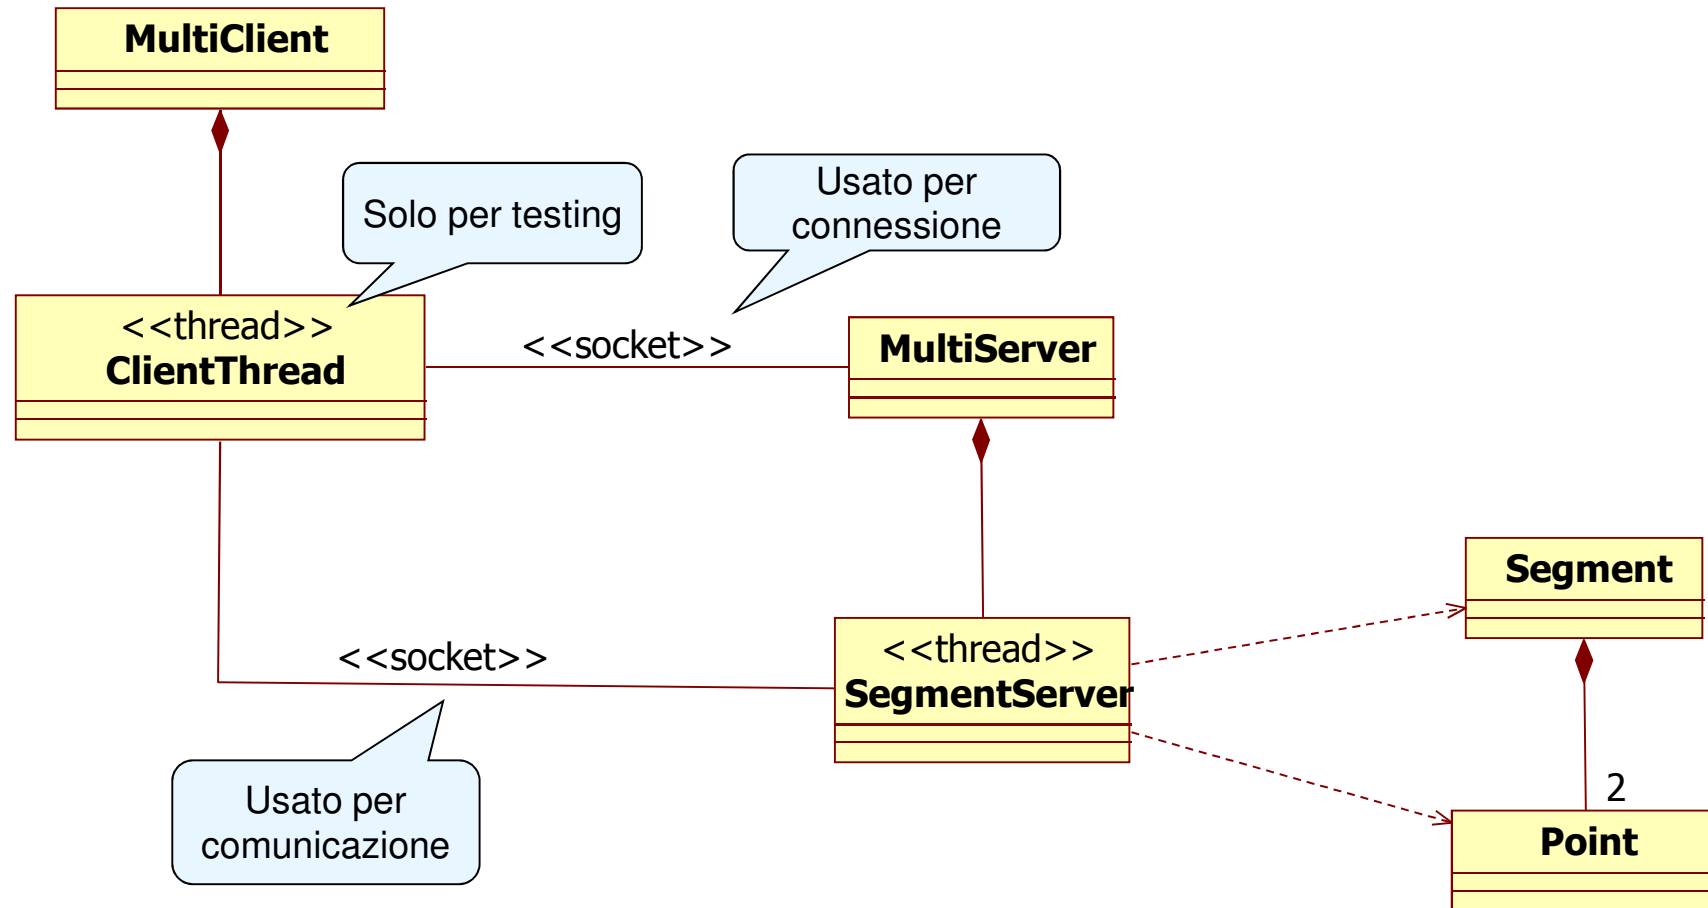 MultiClient
Solo per testing
Usato per
connessione
<<thread>>
ClientThread
<<socket>>
MultiServer
Segment
<<socket>>
<<thread>>
SegmentServer
2
Usato per
comunicazione
Point